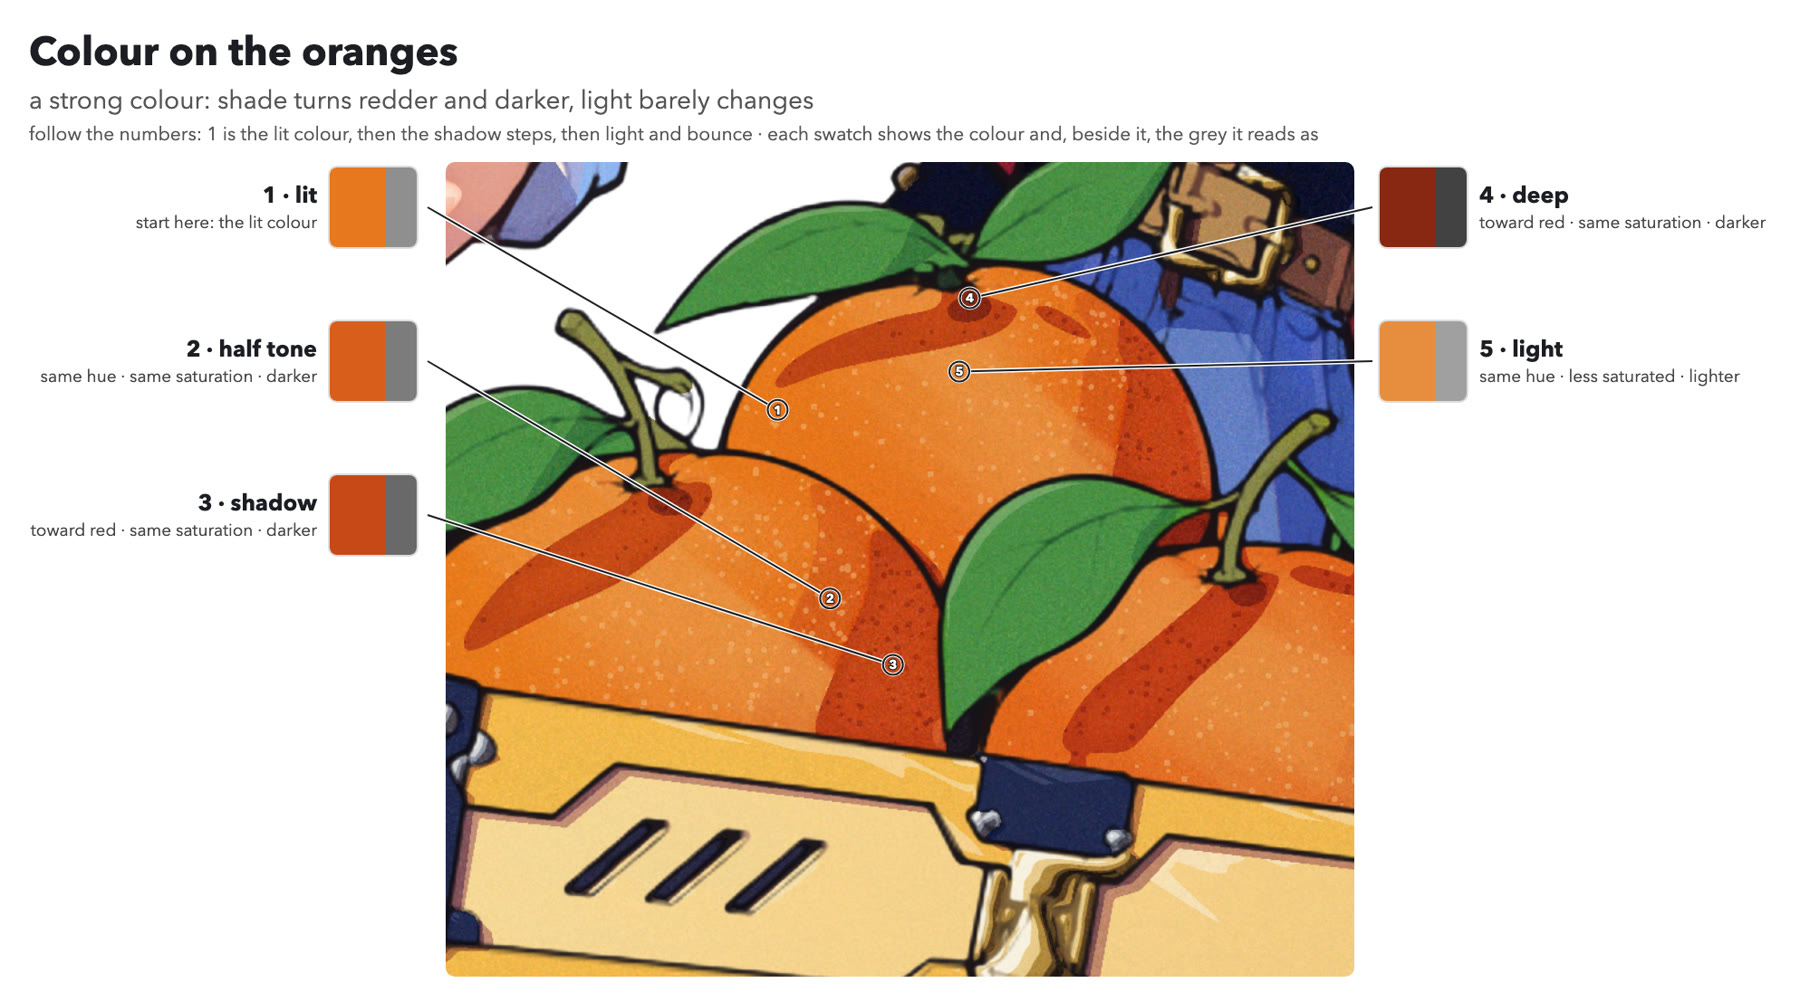 Colour on the oranges
a strong colour: shade turns redder and darker, light barely changes
follow the numbers: 1 is the lit colour, then the shadow steps, then light and bounce · each swatch shows the colour and, beside it, the grey it reads as
1 · lit
start here: the lit colour
2 · half tone
same hue · same saturation · darker
3 · shadow
toward red · same saturation · darker
4 · deep
toward red · same saturation · darker
5 · light
same hue · less saturated · lighter
4
5
1
2
3